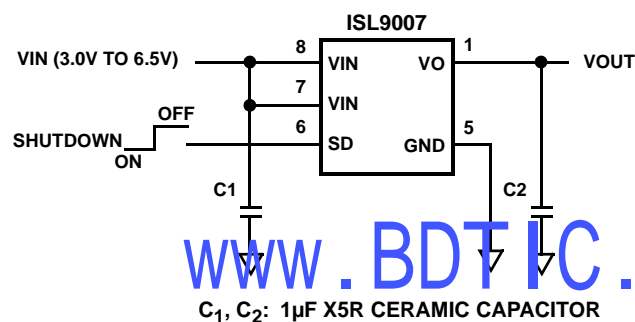 ISL9007
VIN (3.0V TO 6.5V)
8
VIN
VO
1
VOUT
7
VIN
OFF
SHUTDOWN
ON
6
SD
GND
5
C1
C2
www.BDTIC.
C1, C2: 1µF X5R CERAMIC CAPACITOR